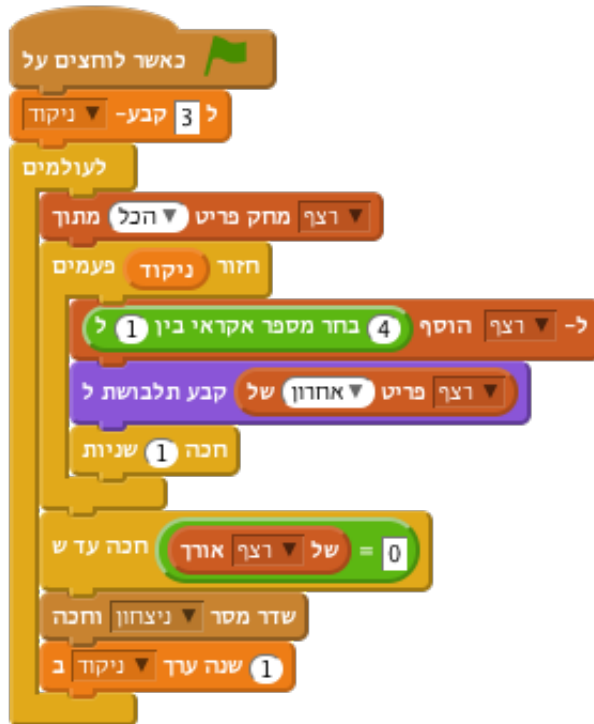 כאשר לוחצים על
ל 3 קבע- ניקוד
לעולמים
רצף מחק פריט הכל מתוך
חזור ניקוד פעמים
ל- רצף הוסף 4 בחר מספר אקראי בין 1 ל
רצף פריט אחרון של קבע תלבושת ל
חכה 1 שניות
0 = של רצף אורך חכה עד ש
שדר מסר ניצחון וחכה
1 שנה ערך ניקוד ב